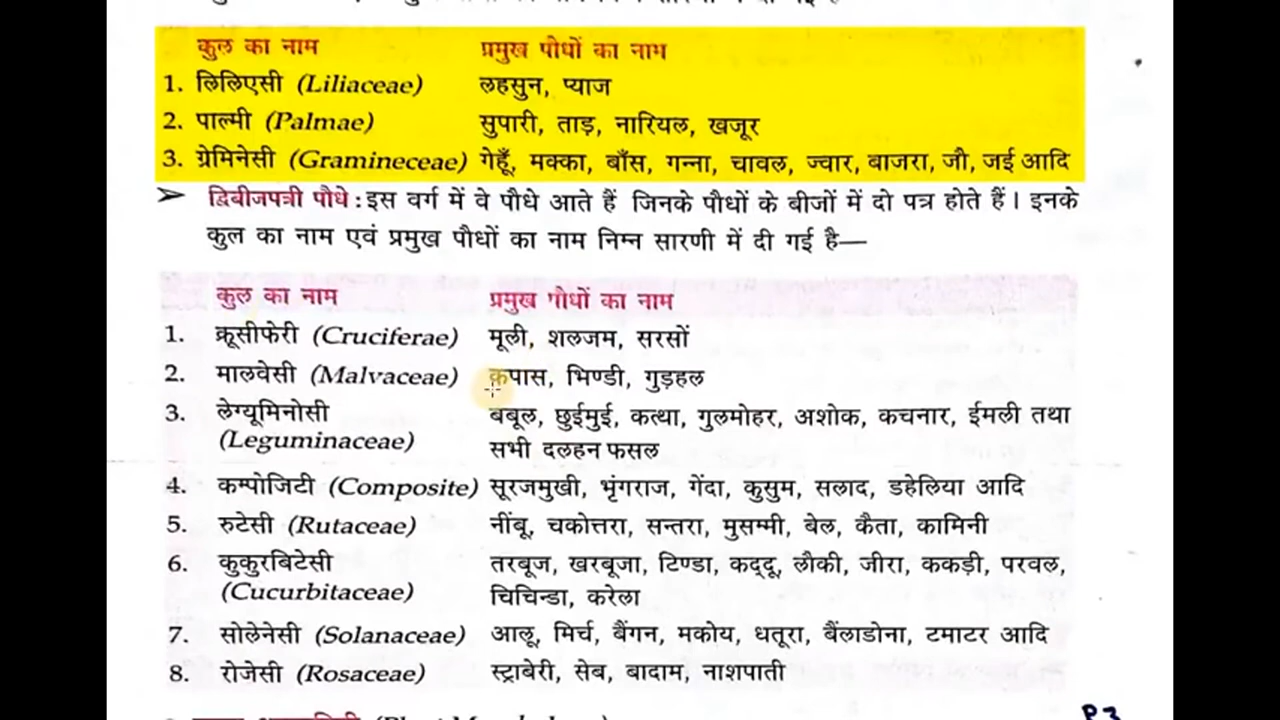 कुल का नाम प्रमुख पौधों का नाम
1. लिलिएसी (Liliaceae) लहसुन, प्याज
2. पाल्मी (Palmae) सुपारी, ताड़, नारियल, खजूर
3. ग्रेमिनेसी (Gramineceae) गेहूँ, मक्का, बाँस, गन्ना, चावल, ज्वार, बाजरा, जौ, जई आदि
➢ द्विबीजपत्री पौधे : इस वर्ग में वे पौधे आते हैं जिनके पौधों के बीजों में दो पत्र होते हैं। इनके
कुल का नाम एवं प्रमुख पौधों का नाम निम्न सारणी में दी गई है—
कुल का नाम प्रमुख पौधों का नाम
1. क्रूसीफेरी (Cruciferae) मूली, शलजम, सरसों
2. मालवेसी (Malvaceae) कपास, भिण्डी, गुड़हल
3. लेग्यूमिनोसी बबूल, छुईमुई, कत्था, गुलमोहर, अशोक, कचनार, ईमली तथा
(Leguminaceae) सभी दलहन फसल
4. कम्पोजिटी (Composite) सूरजमुखी, भृंगराज, गेंदा, कुसुम, सलाद, डहेलिया आदि
5. रुटेसी (Rutaceae) नींबू, चकोत्तरा, सन्तरा, मुसम्मी, बेल, कैता, कामिनी
6. कुकुरबिटेसी तरबूज, खरबूजा, टिण्डा, कद्दू, लौकी, जीरा, ककड़ी, परवल,
(Cucurbitaceae) चिचिन्डा, करेला
7. सोलेनेसी (Solanaceae) आलू, मिर्च, बैंगन, मकोय, धतूरा, बैंलाडोना, टमाटर आदि
8. रोजेसी (Rosaceae) स्ट्राबेरी, सेब, बादाम, नाशपाती